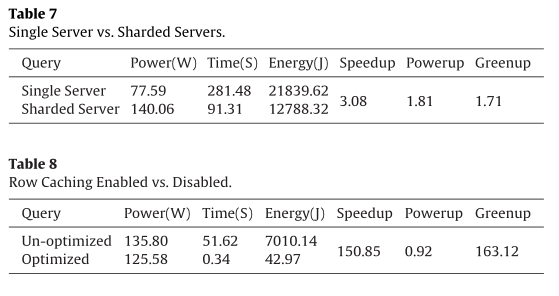 Table 7
Single Server vs. Sharded Servers.
Query Power(W) Time(S) Energy(J) Speedup Powerup Greenup
Single Server 77.59 281.48 21839.62
3.08 1.81 1.71
Sharded Server 140.06 91.31 12788.32
Table 8
Row Caching Enabled vs. Disabled.
Query Power(W) Time(S) Energy(J) Speedup Powerup Greenup
Un-optimized 135.80 51.62 7010.14
150.85 0.92 163.12
Optimized 125.58 0.34 42.97